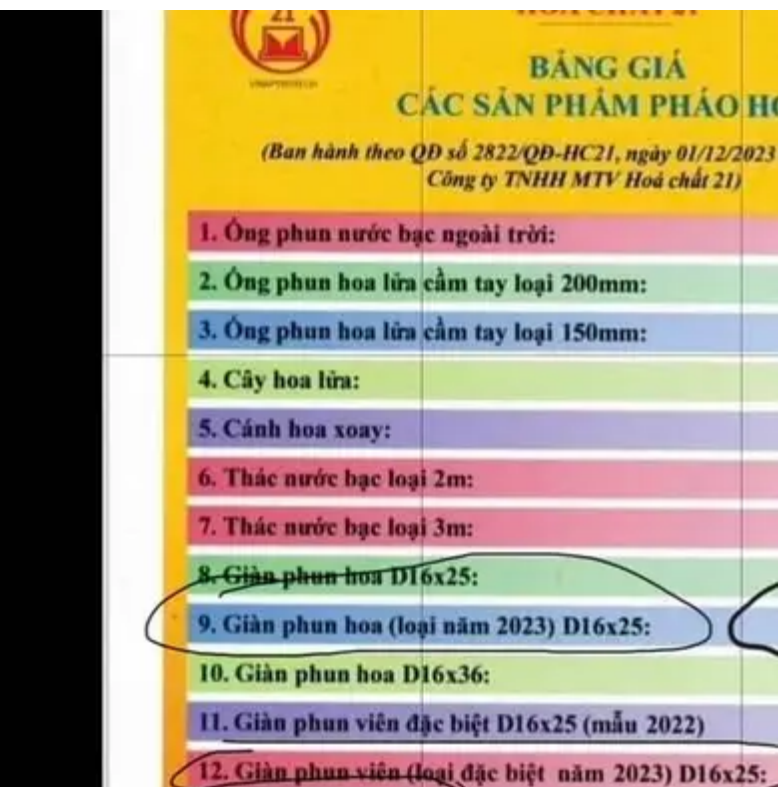 21
HOÁ CHẤT 21
BẢNG GIÁ
CÁC SẢN PHẨM PHÁO HO
(Ban hành theo QĐ số 2822/QĐ-HC21, ngày 01/12/2023
Công ty TNHH MTV Hoá chất 21)
1. Ống phun nước bạc ngoài trời:
2. Ống phun hoa lửa cầm tay loại 200mm:
3. Ống phun hoa lửa cầm tay loại 150mm:
4. Cây hoa lửa:
5. Cánh hoa xoay:
6. Thác nước bạc loại 2m:
7. Thác nước bạc loại 3m:
8. Giàn phun hoa D16x25:
9. Giàn phun hoa (loại năm 2023) D16x25:
10. Giàn phun hoa D16x36:
11. Giàn phun viên đặc biệt D16x25 (mẫu 2022)
12. Giàn phun viên (loại đặc biệt năm 2023) D16x25: